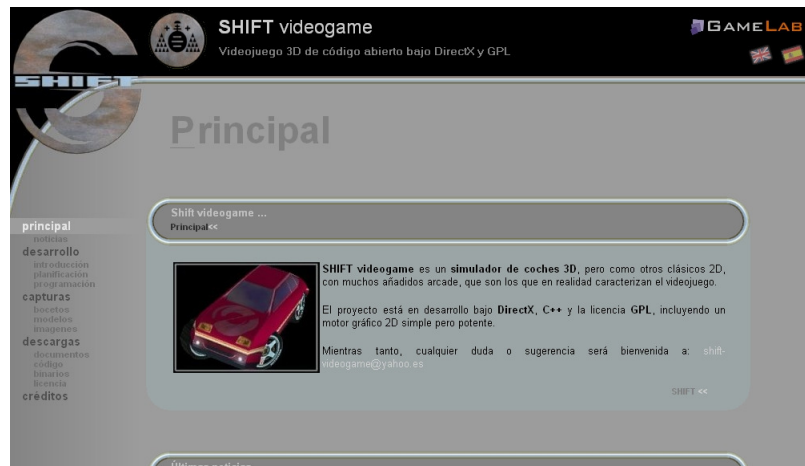 SHIFT videogame
Videojuego 3D de código abierto bajo DirectX y GPL
GAMELAB
SHIFT
Principal
Shift videogame ...
Principal<<
principal
noticias
desarrollo
introducción
planificación
programación
capturas
bocetos
modelos
imagenes
descargas
documentos
código
binarios
licencia
créditos
SHIFT videogame es un simulador de coches 3D, pero como otros clásicos 2D,
con muchos añadidos arcade, que son los que en realidad caracterizan el videojuego.
El proyecto está en desarrollo bajo DirectX, C++ y la licencia GPL, incluyendo un
motor gráfico 2D simple pero potente.
Mientras tanto, cualquier duda o sugerencia será bienvenida a: shift-
videogame@yahoo.es
SHIFT <<
Últimas noticias